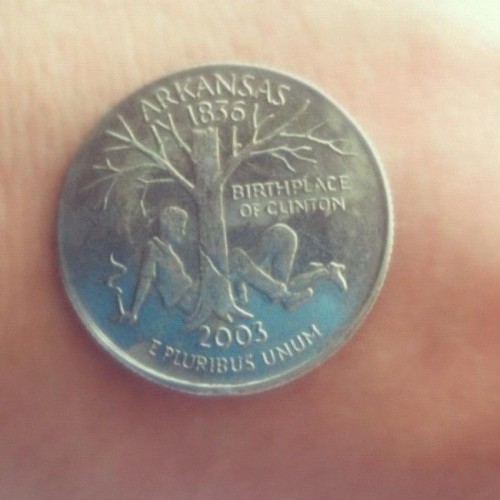 ARKANSAS
1836
BIRTHPLACE
OF CLINTON
2003
E PLURIBUS UNUM